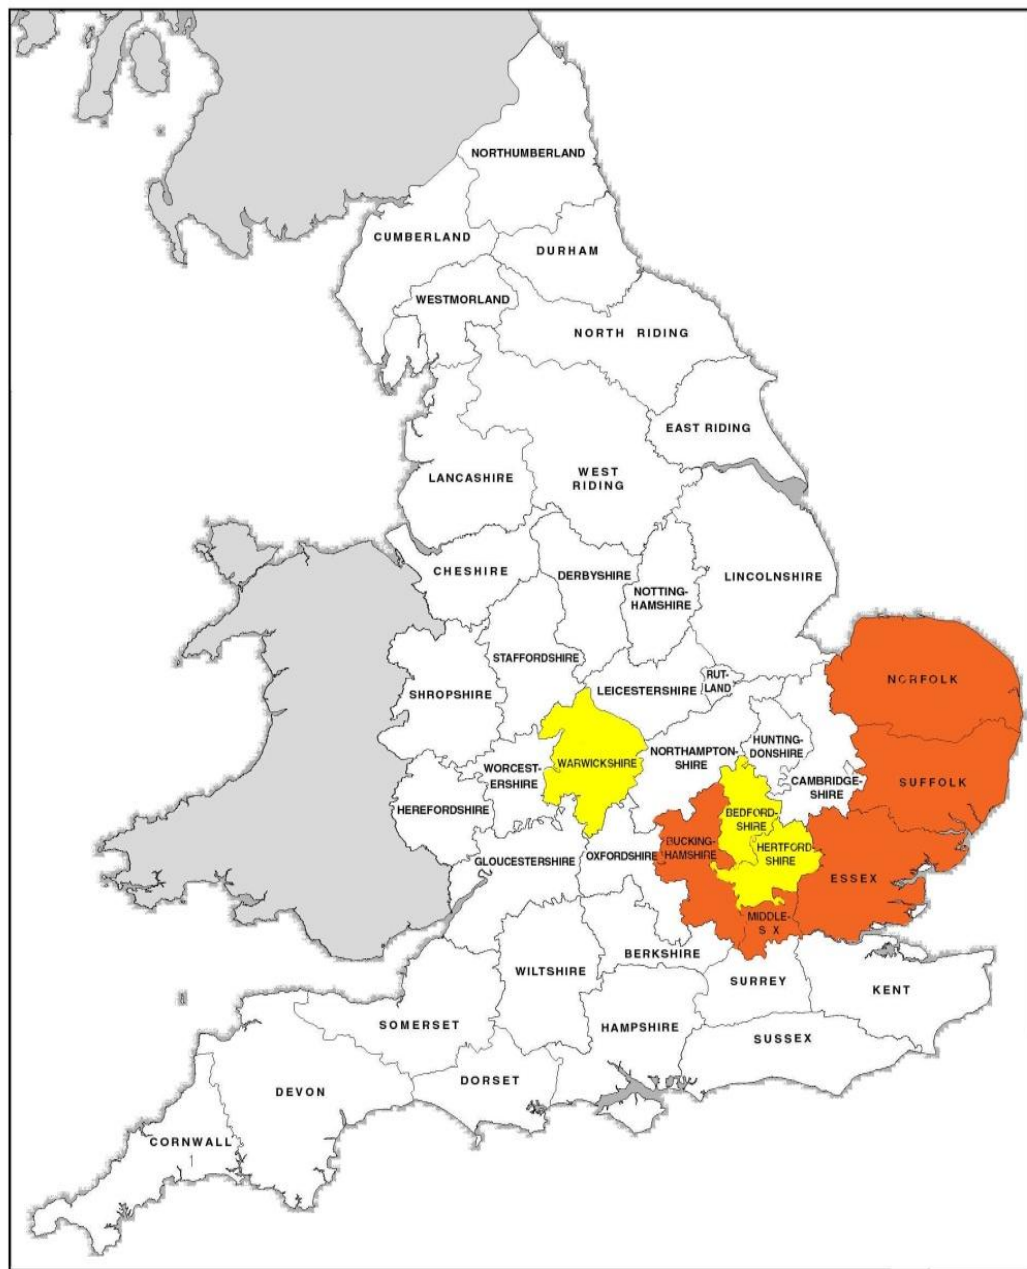 NORTHUMBERLAND
CUMBERLAND
DURHAM
WESTMORLAND
NORTH RIDING
EAST RIDING
LANCASHIRE
WEST
RIDING
CHESHIRE
DERBYSHIRE
NOTTING-
HAMSHIRE
LINCOLNSHIRE
STAFFORDSHIRE
SHROPSHIRE
LEICESTERSHIRE
RUT-
LAND
NORFOLK
WARWICKSHIRE
NORTHAMPTON-
SHIRE
HUNTING-
DONSHIRE
CAMBRIDGE-
SHIRE
SUFFOLK
WORCEST-
ERSHIRE
HEREFORDSHIRE
BEDFORD-
SHIRE
BUCKING-
HAMSHIRE
HERTFORD-
SHIRE
GLOUCESTERSHIRE
OXFORDSHIRE
ESSEX
MIDDLE-
S X
BERKSHIRE
WILTSHIRE
SURREY
KENT
SOMERSET
HAMPSHIRE
SUSSEX
DEVON
DORSET
CORNWALL